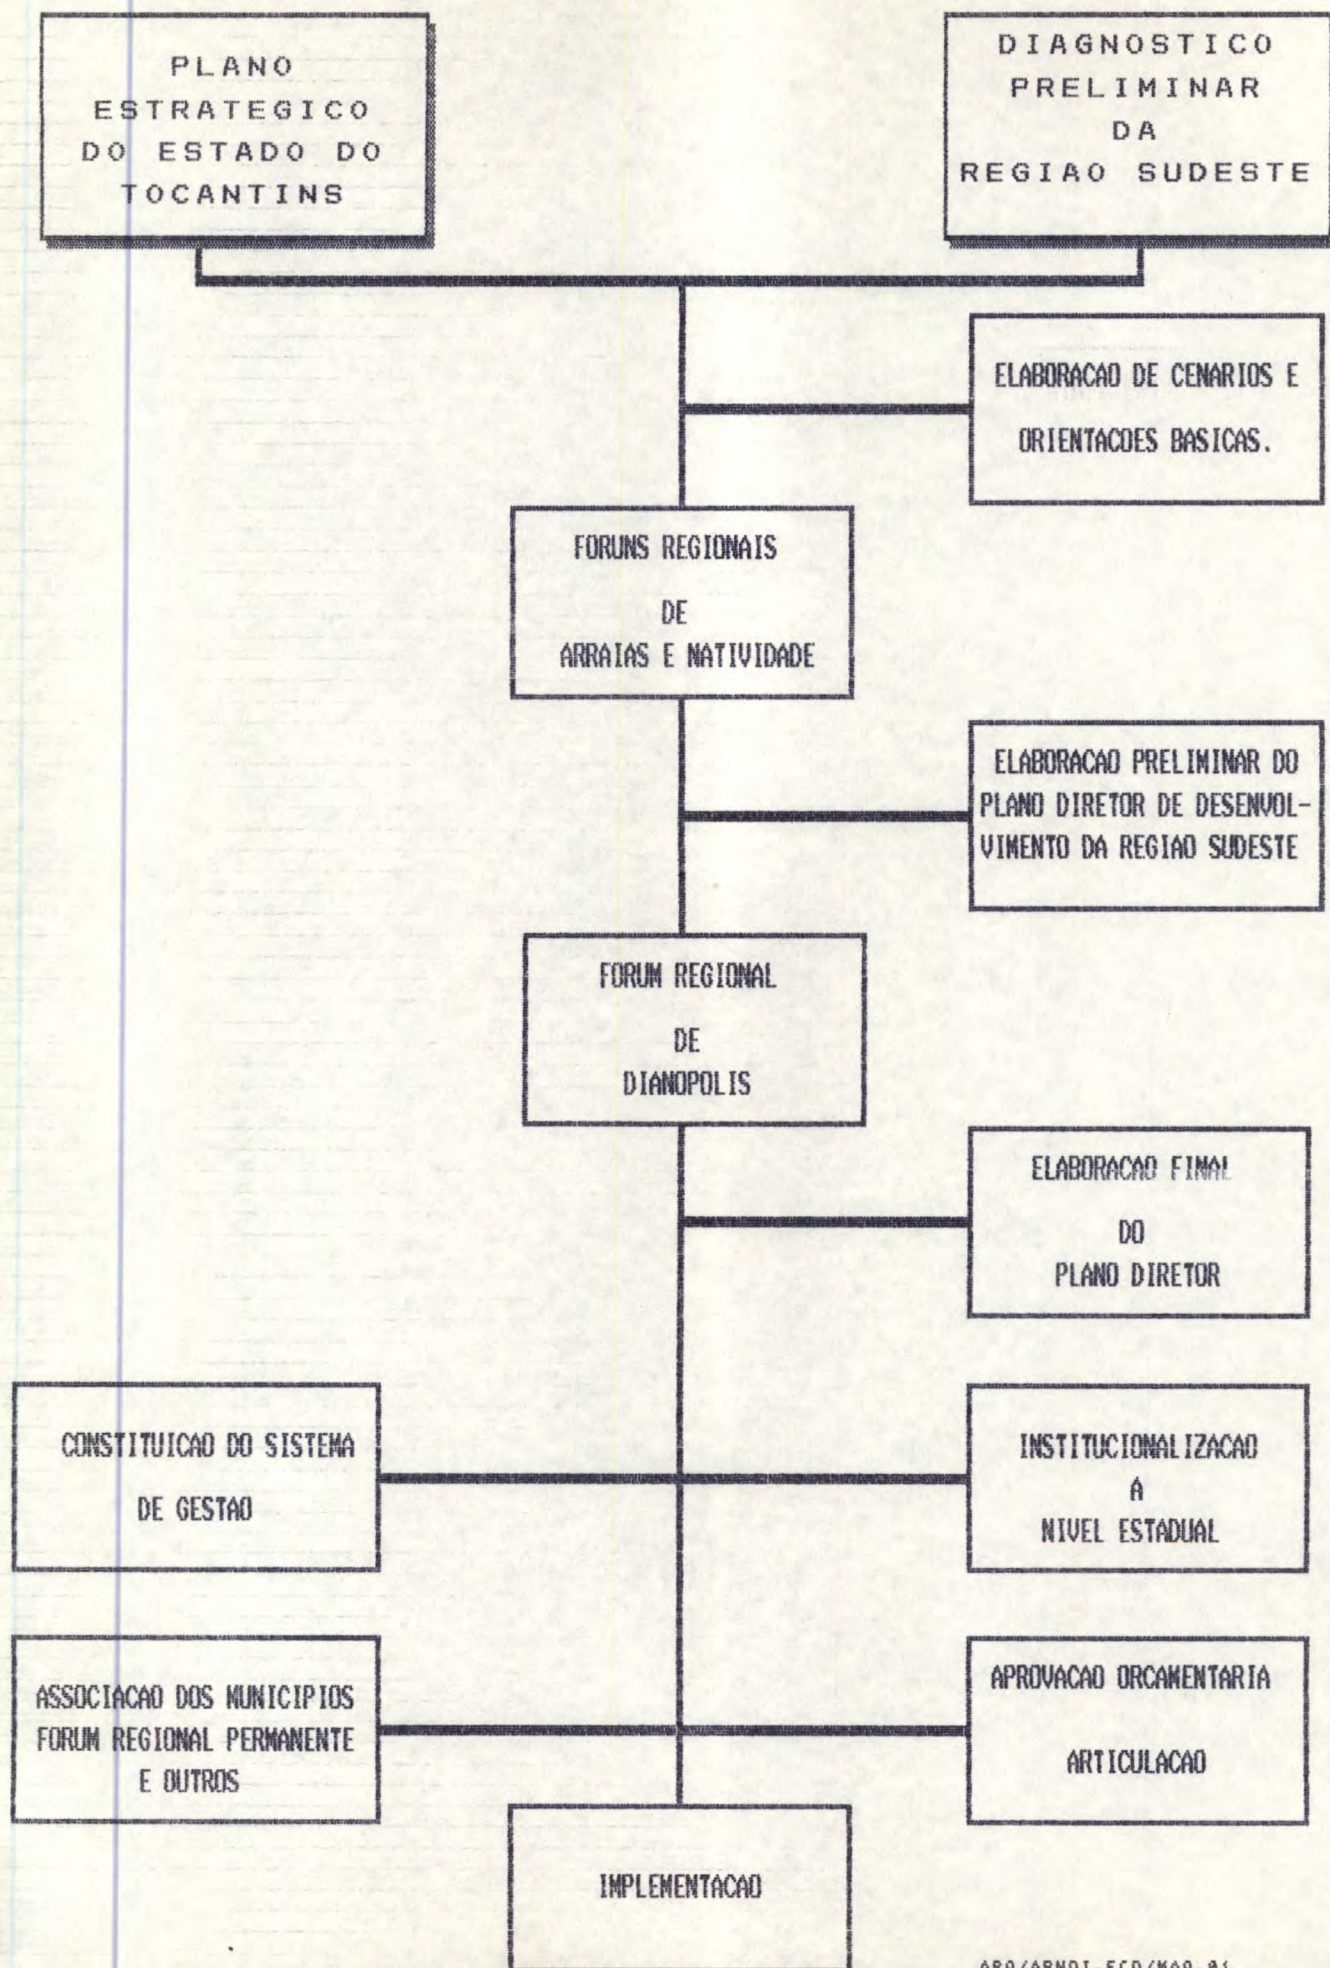 PLANO
ESTRATEGICO
DO ESTADO DO
TOCANTINS
DIAGNOSTICO
PRELIMINAR
DA
REGIAO SUDESTE
ELABORACAO DE CENARIOS E
ORIENTACOES BASICAS.
FORUNS REGIONAIS
DE
ARRAIAS E NATIVIDADE
ELABORACAO PRELIMINAR DO
PLANO DIRETOR DE DESENVOL-
VIMENTO DA REGIAO SUDESTE
FORUM REGIONAL
DE
DIANOPOLIS
ELABORACAO FINAL
DO
PLANO DIRETOR
CONSTITUICAO DO SISTEMA
DE GESTAO
INSTITUCIONALIZACAO
A
NIVEL ESTADUAL
ASSOCIACAO DOS MUNICIPIOS
FORUM REGIONAL PERMANENTE
E OUTROS
APROVACAO ORCAMENTARIA
ARTICULACAO
IMPLEMENTACAO